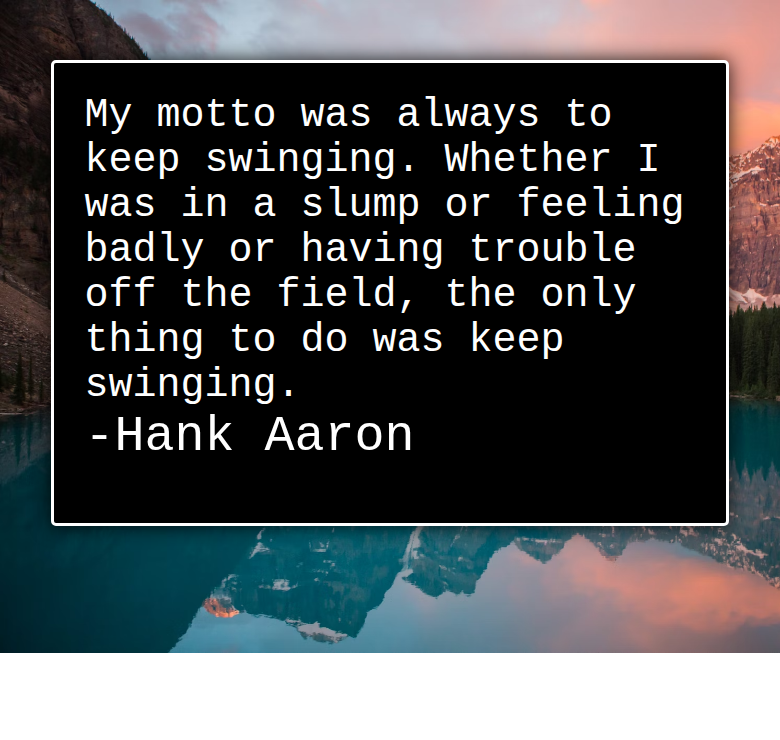 My motto was always to
keep swinging. Whether I
was in a slump or feeling
badly or having trouble
off the field, the only
thing to do was keep
swinging.
-Hank Aaron